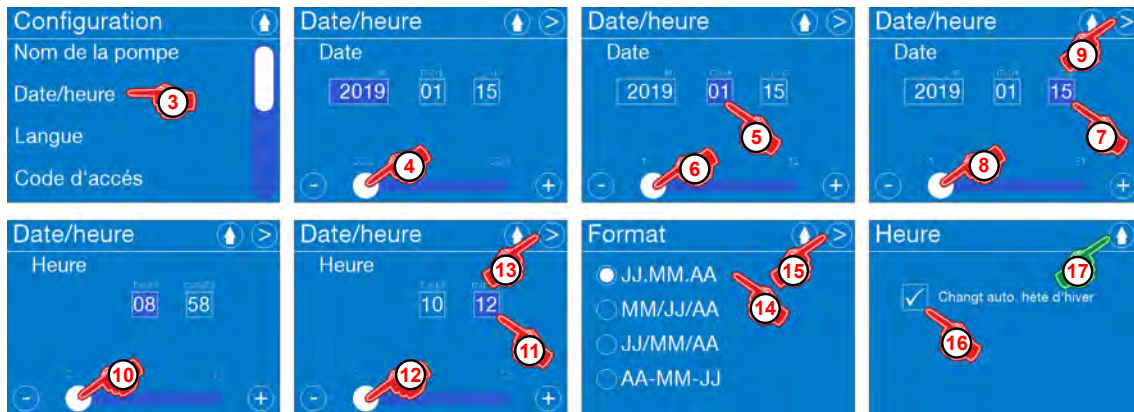 Configuration
Nom de la pompe
Date/heure
Langue
Code d'accés
3
Date/heure
Date
2019 01 15
4
- +
Date/heure
Date
2019 01 15
5
1 12
6
- +
Date/heure
Date
9
2019 01 15
7
1 31
8
- +
Date/heure
Heure
08 58
10
- +
Date/heure
Heure
13
10 12
11
12
- +
Format
JJ.MM.AA
MM/JJ/AA
JJ/MM/AA
AA-MM-JJ
15
14
Heure
17
Changt auto. hété d'hiver
16